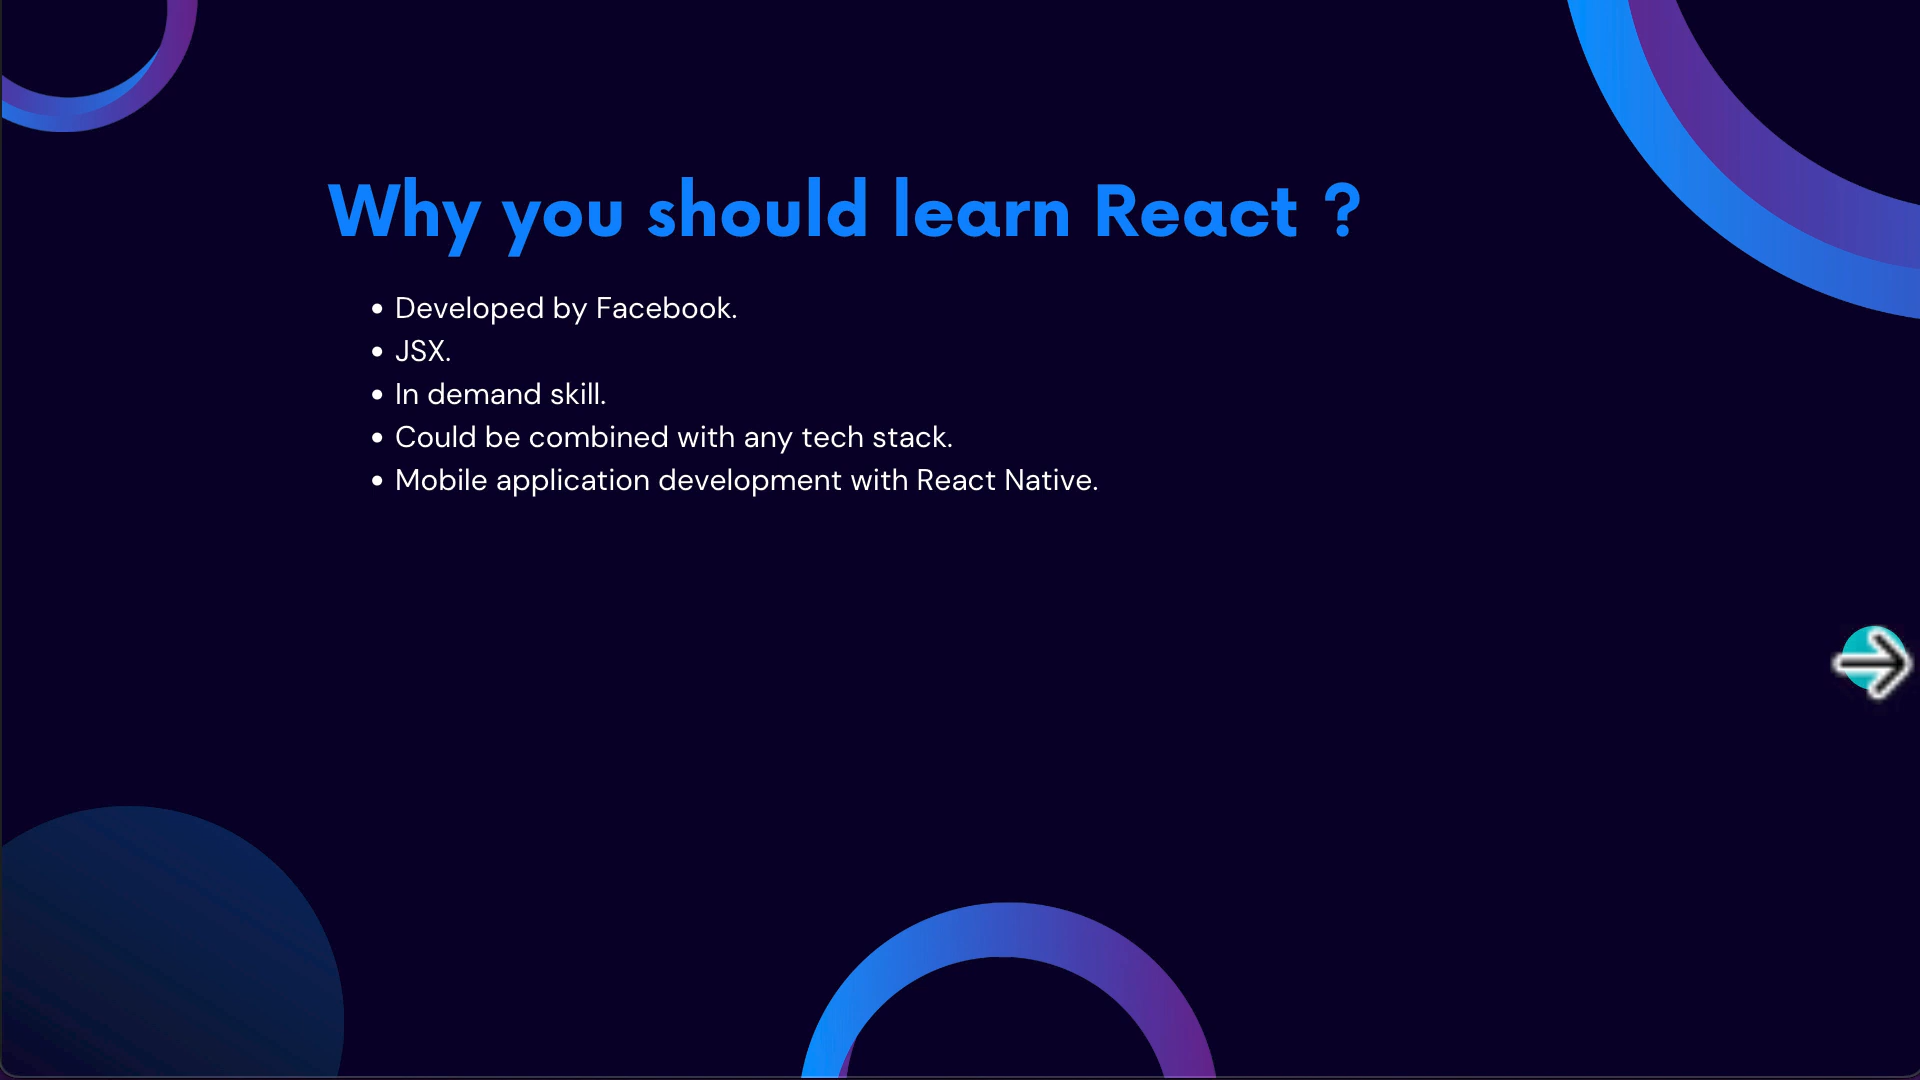 Why you should learn React ?
• Developed by Facebook.
• JSX.
• In demand skill.
• Could be combined with any tech stack.
• Mobile application development with React Native.